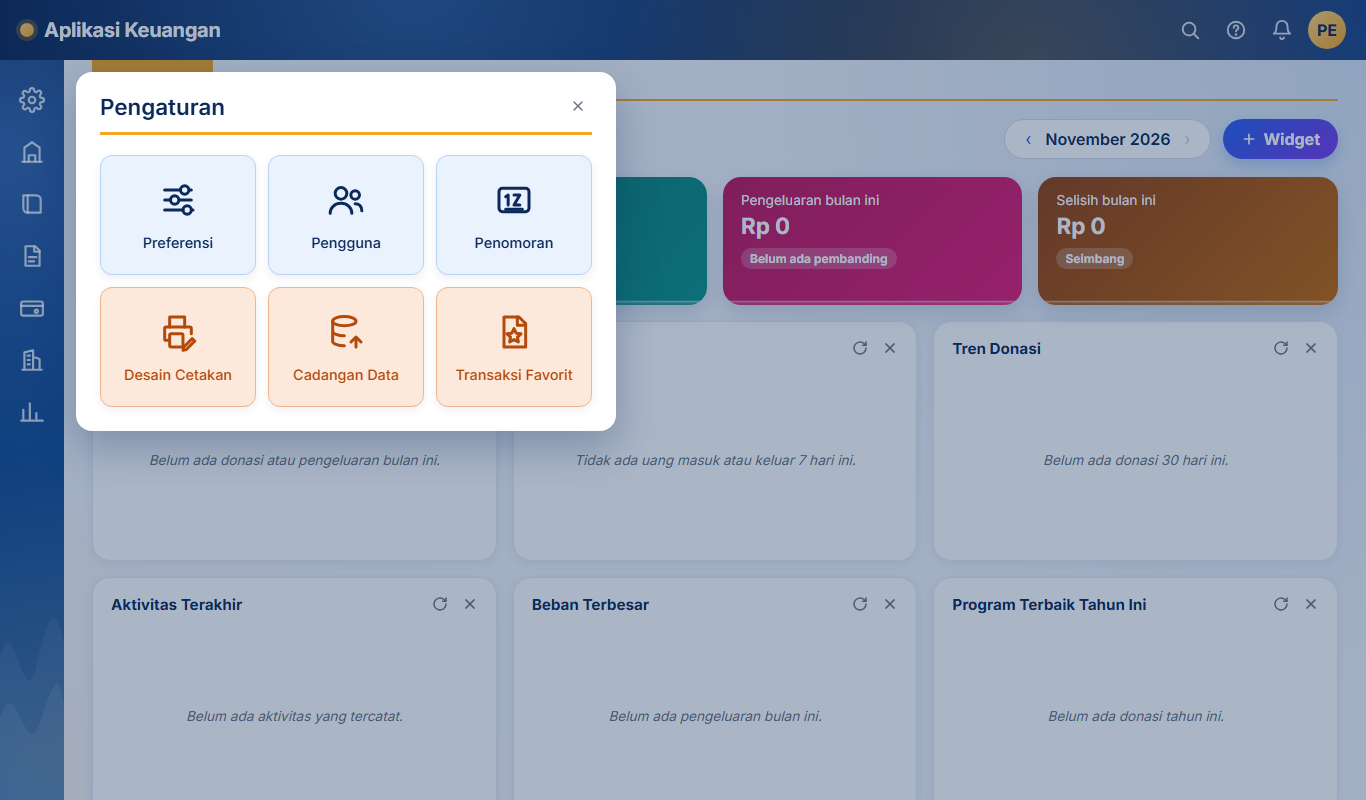 Aplikasi Keuangan
PE
Pengaturan
Preferensi
Pengguna
Penomoran
Desain Cetakan
Cadangan Data
Transaksi Favorit
November 2026
+ Widget
Pengeluaran bulan ini
Rp 0
Belum ada pembanding
Selisih bulan ini
Rp 0
Seimbang
Tren Donasi
Belum ada donasi atau pengeluaran bulan ini.
Tidak ada uang masuk atau keluar 7 hari ini.
Belum ada donasi 30 hari ini.
Aktivitas Terakhir
Beban Terbesar
Program Terbaik Tahun Ini
Belum ada aktivitas yang tercatat.
Belum ada pengeluaran bulan ini.
Belum ada donasi tahun ini.